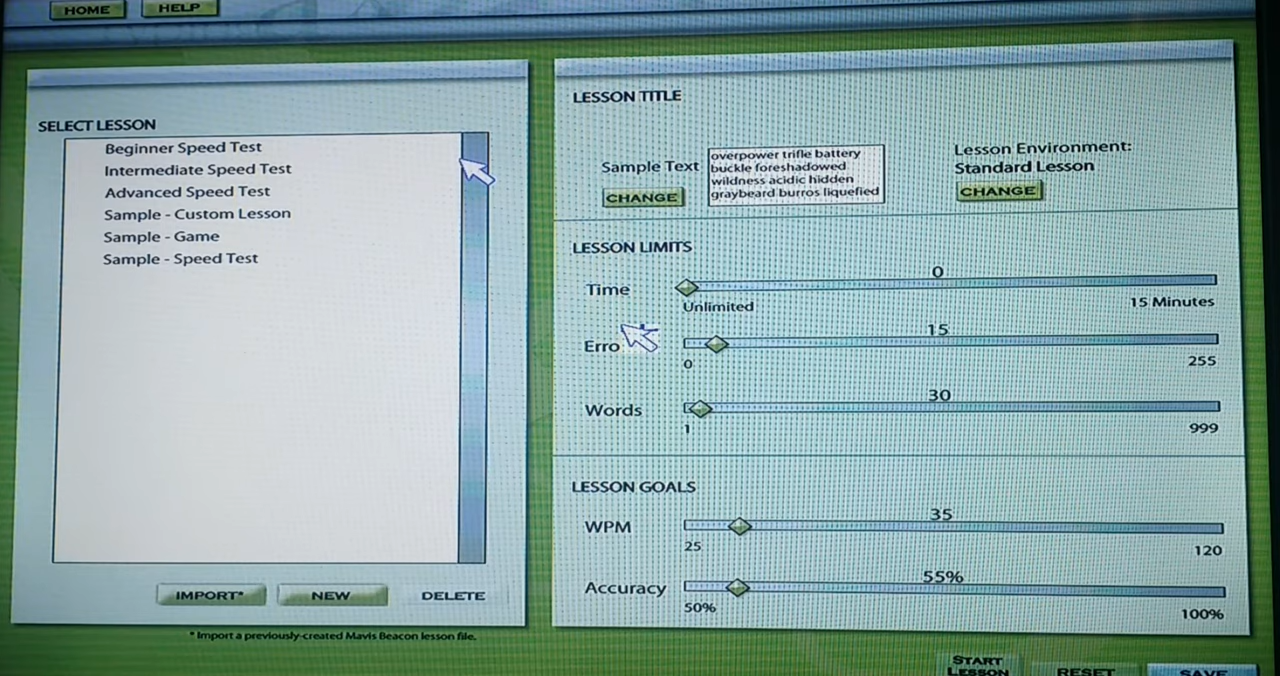 HOME
HELP
SELECT LESSON
Beginner Speed Test
Intermediate Speed Test
Advanced Speed Test
Sample - Custom Lesson
Sample - Game
Sample - Speed Test
IMPORT*
NEW
DELETE
* Import a previously-created Mavis Beacon lesson file.
LESSON TITLE
Sample Text
CHANGE
overpower trifle battery
buckle foreshadowed
wildness acidic hidden
graybeard burros liquefied
Lesson Environment:
Standard Lesson
CHANGE
LESSON LIMITS
Time
0
Unlimited
15 Minutes
Erro
15
0
255
Words
30
1
999
LESSON GOALS
WPM
35
25
120
Accuracy
55%
50%
100%
START
LESSON
RESET
SAVE